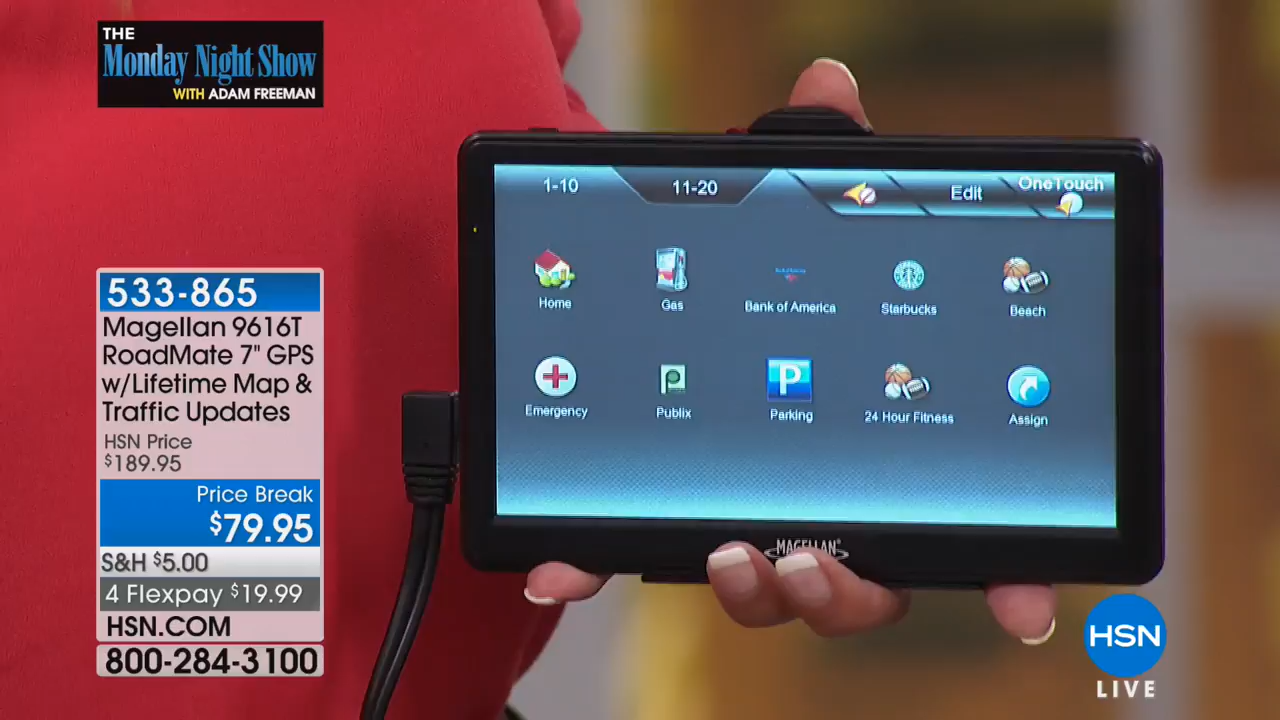 THE
Monday Night Show
WITH ADAM FREEMAN
533-865
Magellan 9616T
RoadMate 7" GPS
w/Lifetime Map &
Traffic Updates
HSN Price
$189.95
Price Break
$79.95
S&H $5.00
4 Flexpay $19.99
HSN.COM
800-284-3100
1-10
11-20
Edit
OneTouch
Home
Gas
Bank of America
Starbucks
Beach
Emergency
Publix
P
Parking
24 Hour Fitness
Assign
MAGELLAN®
HSN
LIVE